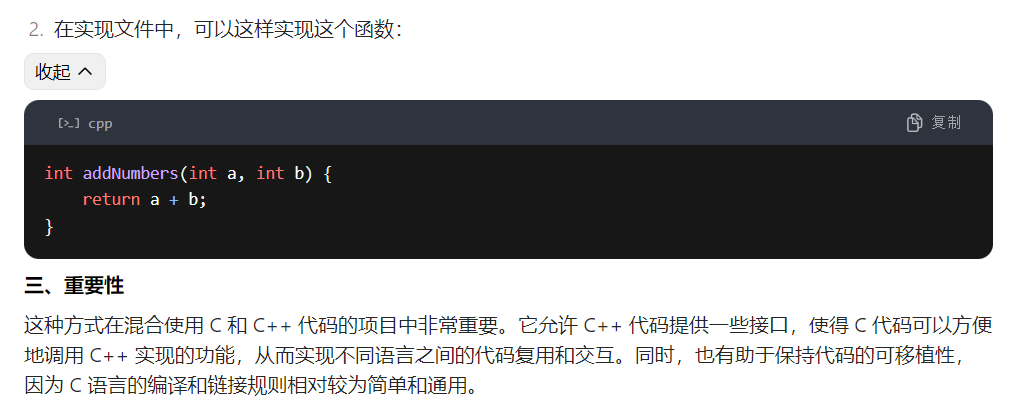 2. 在实现文件中，可以这样实现这个函数：
收起
[>_] cpp 复制
int addNumbers(int a, int b) {
    return a + b;
}
三、重要性
这种方式在混合使用 C 和 C++ 代码的项目中非常重要。它允许 C++ 代码提供一些接口，使得 C 代码可以方便
地调用 C++ 实现的功能，从而实现不同语言之间的代码复用和交互。同时，也有助于保持代码的可移植性，
因为 C 语言的编译和链接规则相对较为简单和通用。